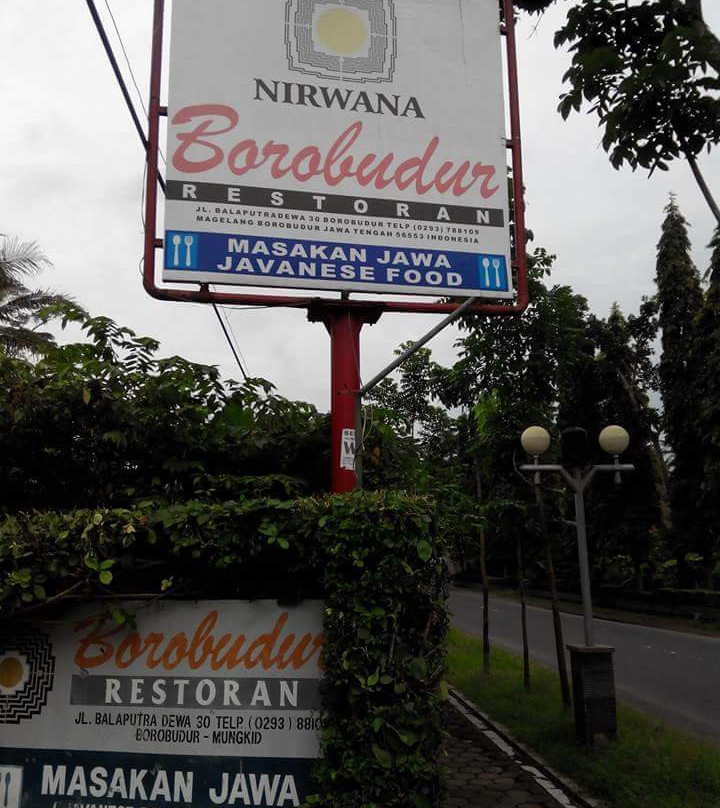 NIRWANA
Borobudur
RESTORAN
JL. BALAPUTRADEWA 30 BOROBUDUR TELP (0293) 788109
MAGELANG BOROBUDUR JAWA TENGAH 56553 INDONESIA
MASAKAN JAWA
JAVANESE FOOD
Borobudur
RESTORAN
JL. BALAPUTRA DEWA 30 TELP. (0293)
BOROBUDUR - MUNGKID
MASAKAN JAWA